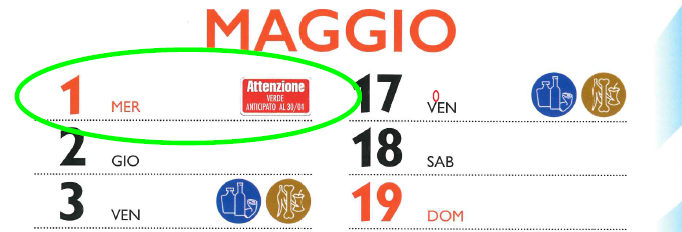 MAGGIO
1 MER
Attenzione
VERDE
ANTICIPATO AL 30/04
2 GIO
3 VEN
17 VEN
18 SAB
19 DOM